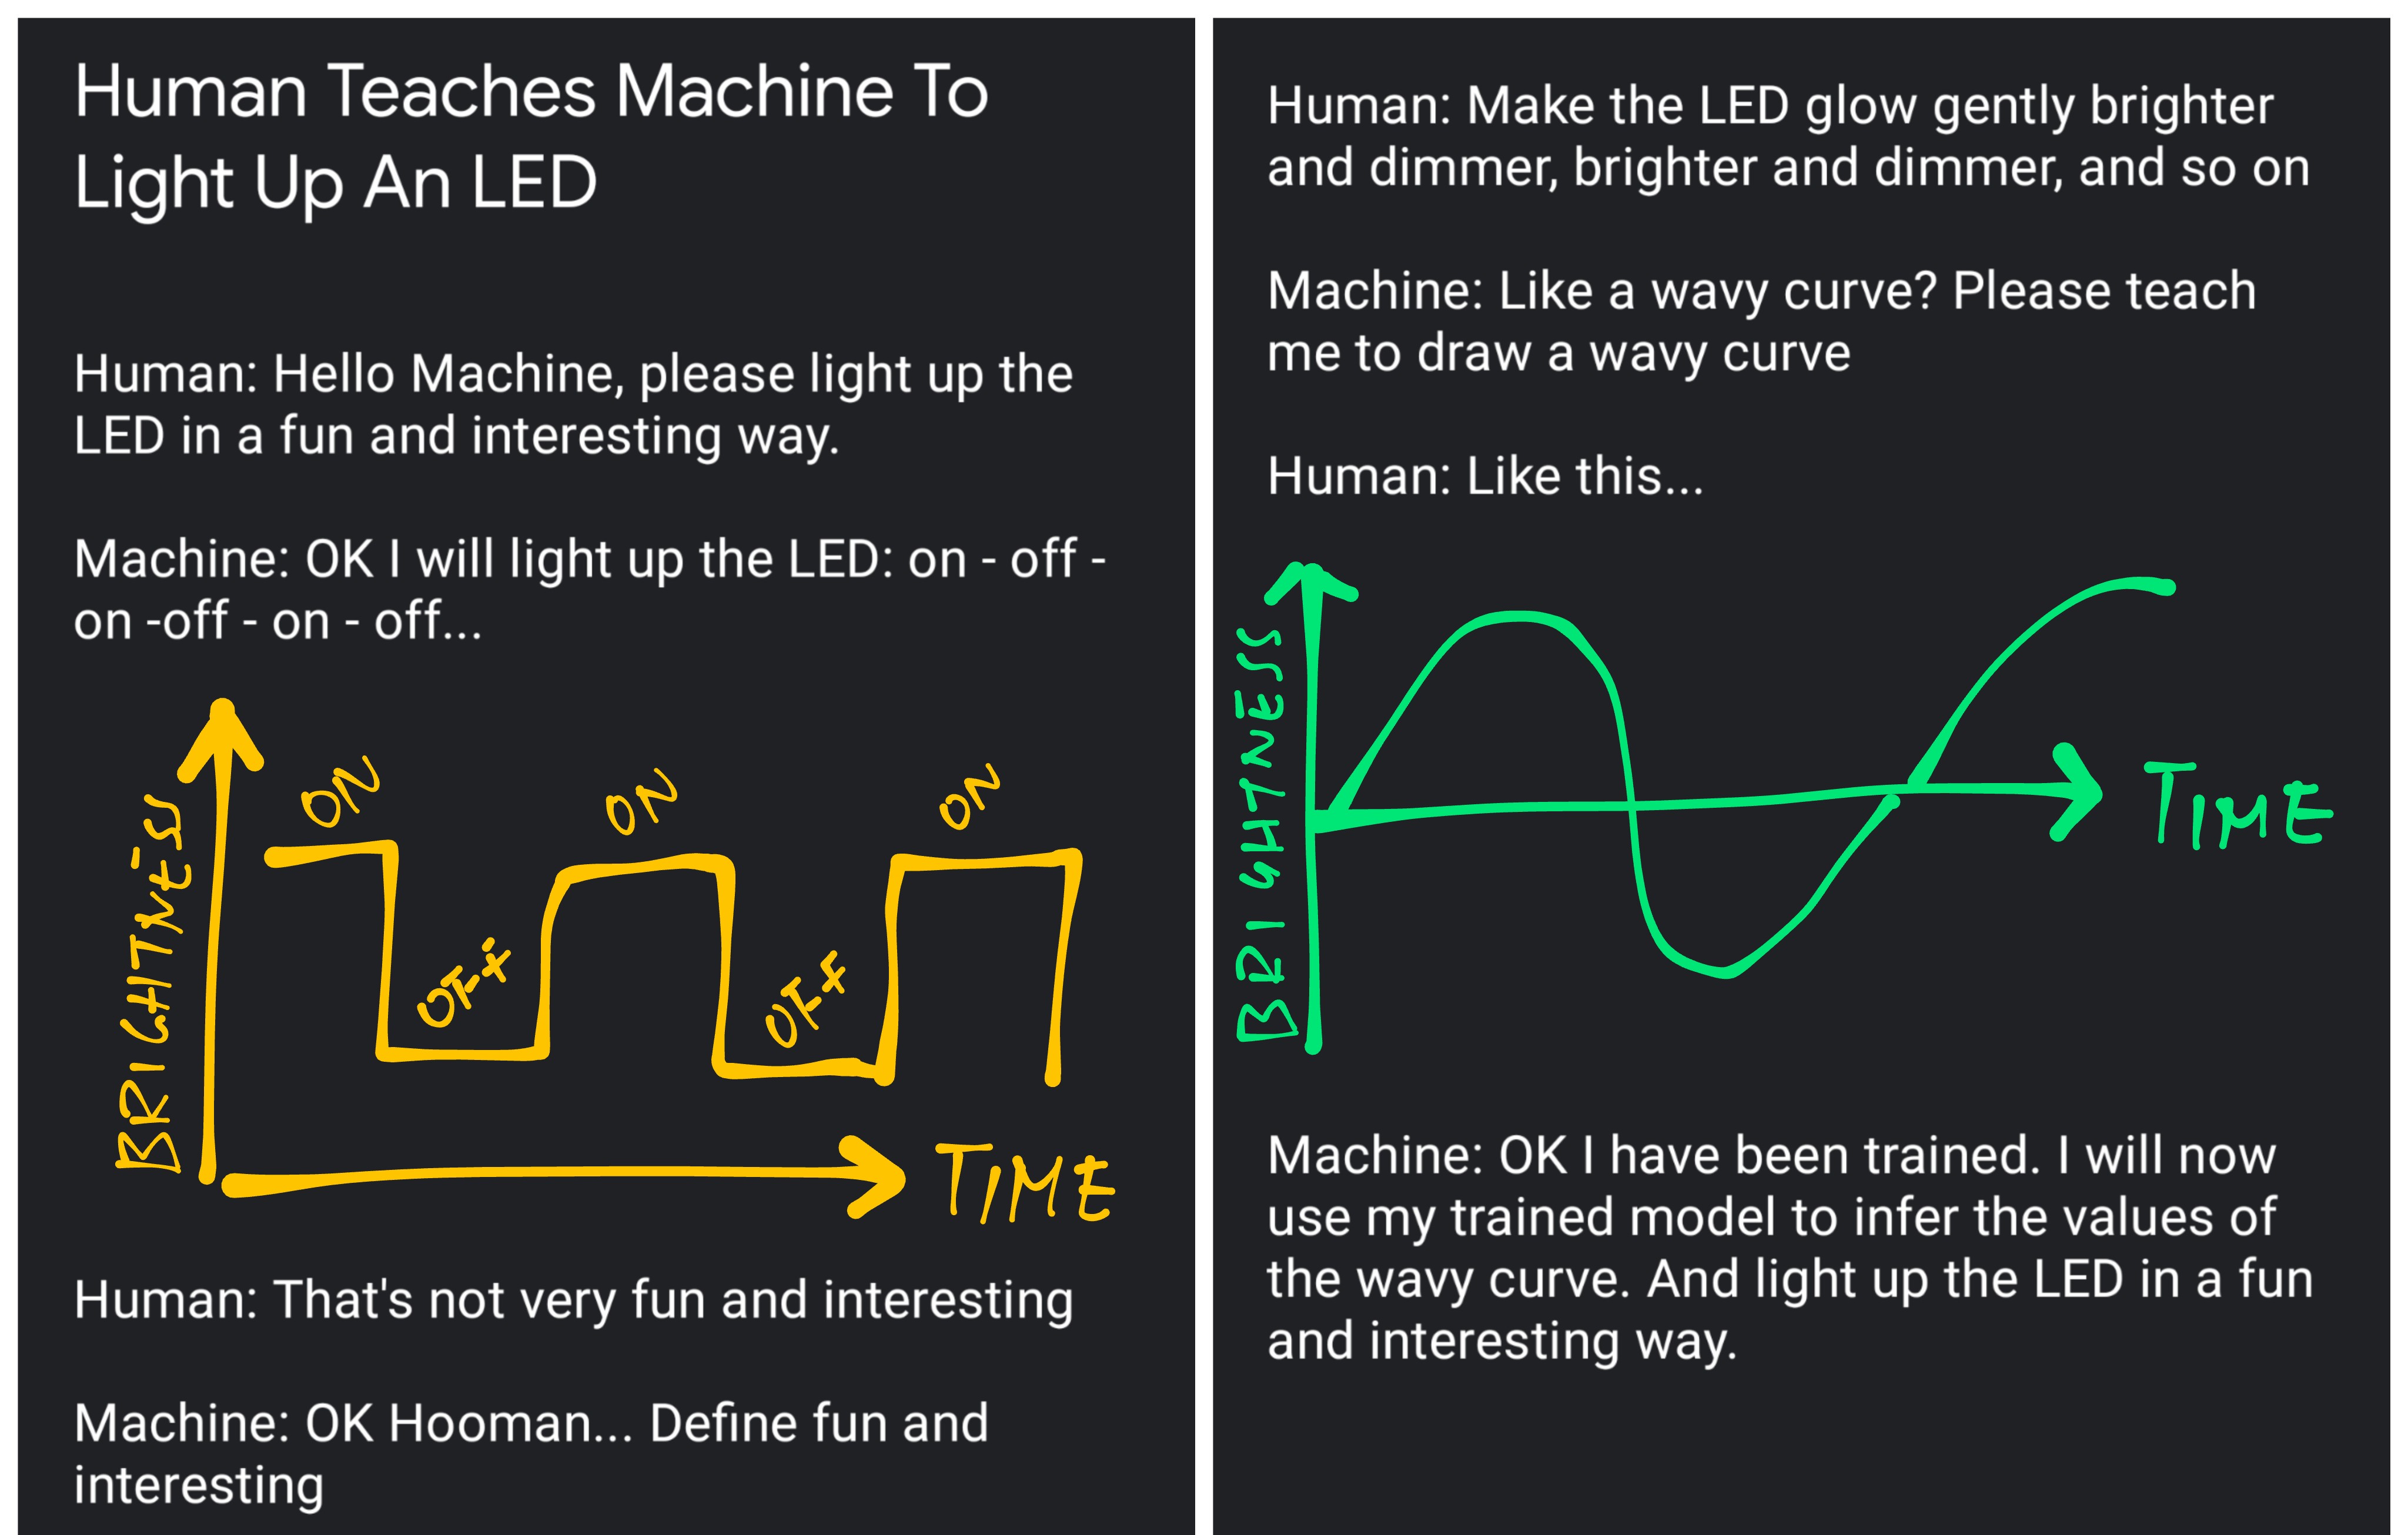 Human Teaches Machine To
Light Up An LED
Human: Hello Machine, please light up the
LED in a fun and interesting way.
Machine: OK I will light up the LED: on - off -
on -off - on - off...
BRIGHTNESS
ON
OFF
ON
OFF
ON
TIME
Human: That's not very fun and interesting
Machine: OK Hooman... Define fun and
interesting
Human: Make the LED glow gently brighter
and dimmer, brighter and dimmer, and so on
Machine: Like a wavy curve? Please teach
me to draw a wavy curve
Human: Like this...
BRIGHTNESS
TIME
Machine: OK I have been trained. I will now
use my trained model to infer the values of
the wavy curve. And light up the LED in a fun
and interesting way.